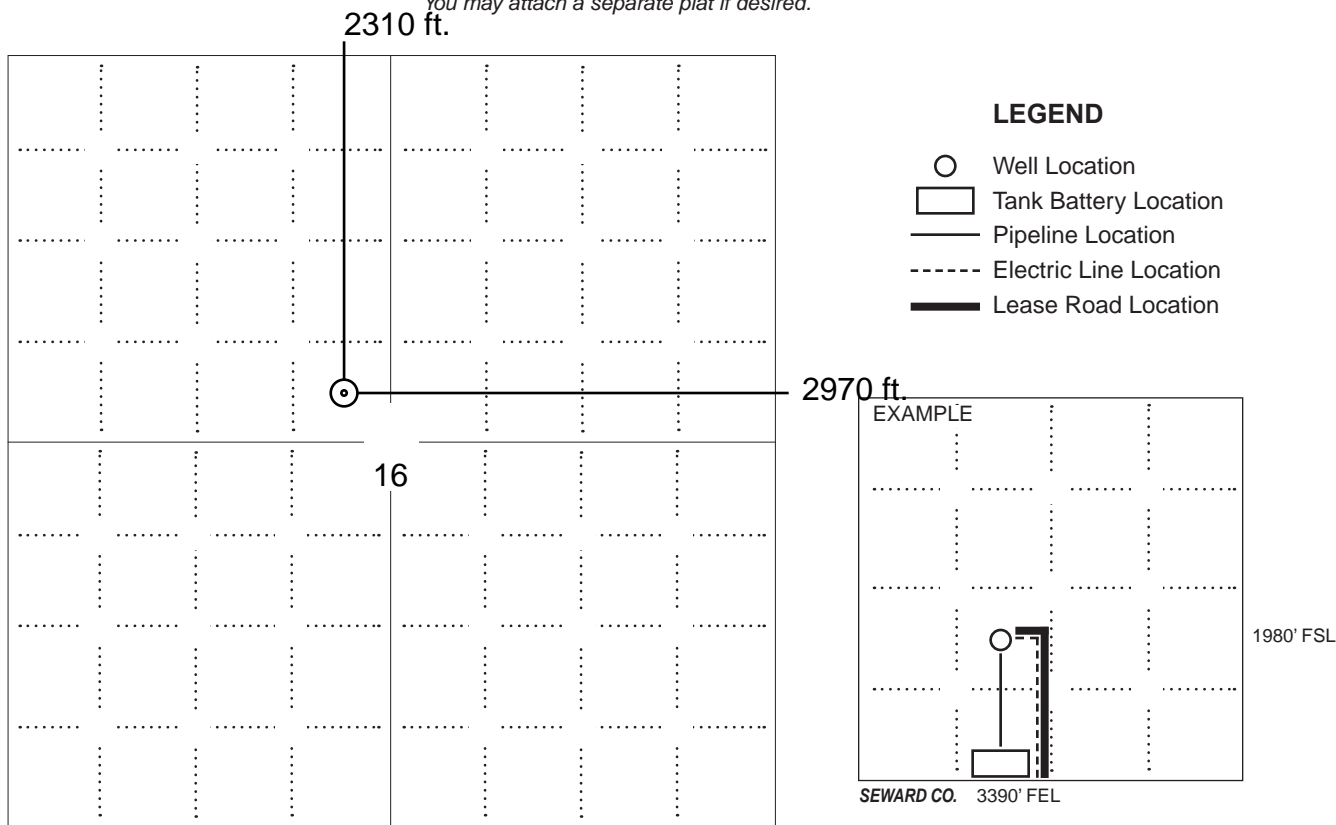 You may attach a separate plat if desired.
2310 ft.
LEGEND
Well Location
Tank Battery Location
Pipeline Location
Electric Line Location
Lease Road Location
2970 ft.
EXAMPLE
16
1980' FSL
SEWARD CO. 3390' FEL